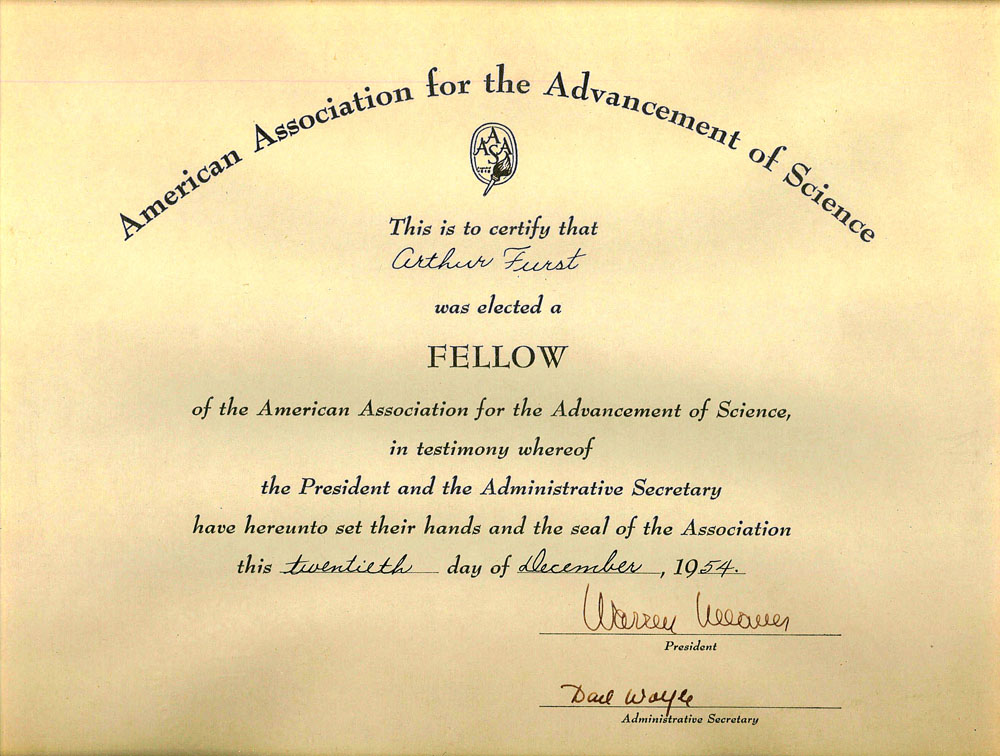 American Association for the Advancement of Science
AAAS
This is to certify that
Arthur Furst
was elected a
FELLOW
of the American Association for the Advancement of Science,
in testimony whereof
the President and the Administrative Secretary
have hereunto set their hands and the seal of the Association
this twentieth day of December, 1954.
Warren Weaver
President
Dael Wolfle
Administrative Secretary